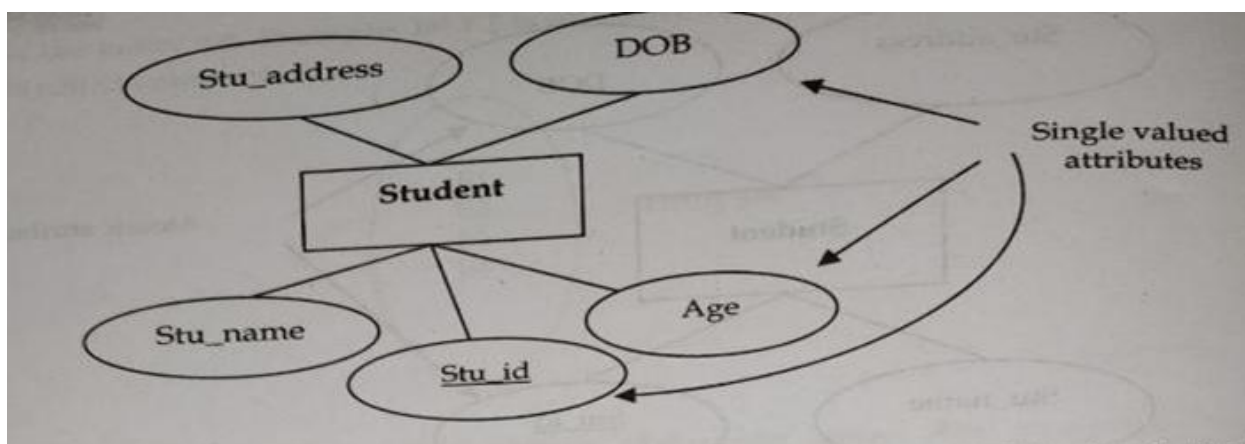 Stu_address
DOB
Single valued
attributes
Student
Stu_name
Stu_id
Age